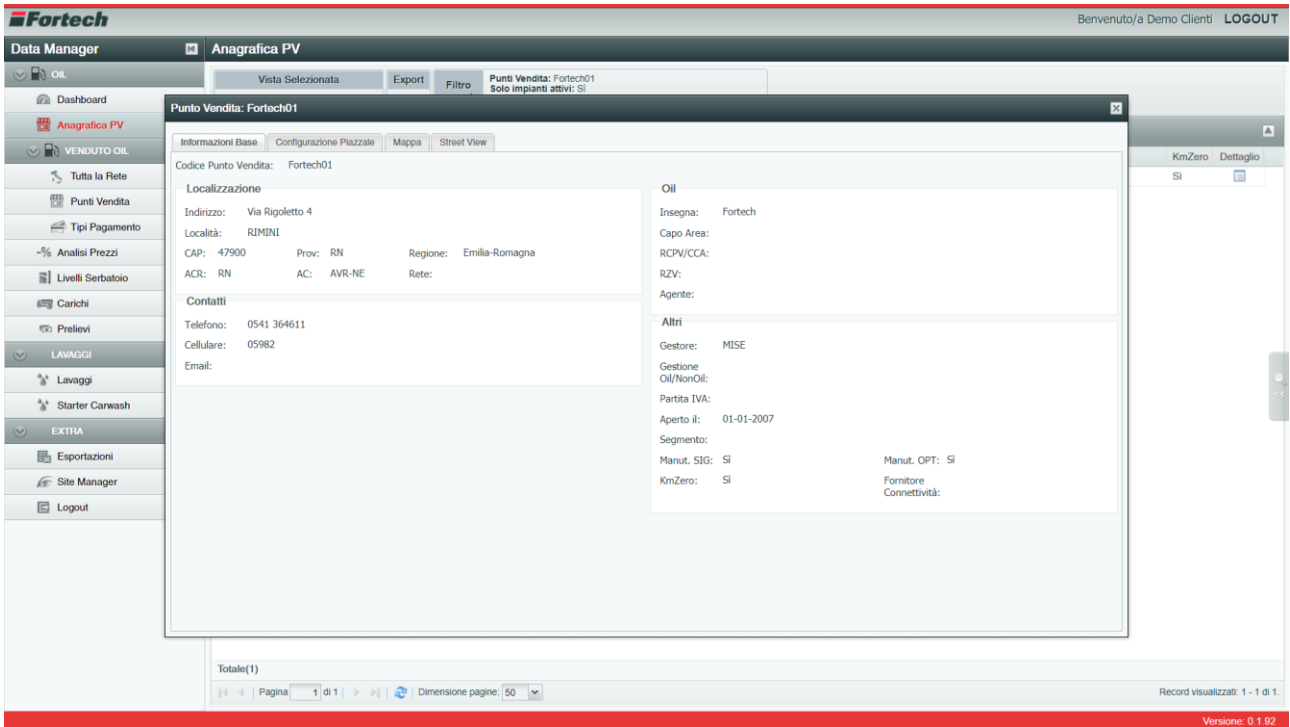 Fortech
Benvenuto/a Demo Clienti LOGOUT
Data Manager
Anagrafica PV
OIL
Dashboard
Anagrafica PV
VENDUTO OIL
Tutta la Rete
Punti Vendita
Tipi Pagamento
Analisi Prezzi
Livelli Serbatoio
Carichi
Prelievi
LAVAGGI
Lavaggi
Starter Carwash
EXTRA
Esportazioni
Site Manager
Logout
Vista Selezionata Export Filtro
Punti Vendita: Fortech01
Solo impianti attivi: Sì
KmZero Dettaglio
Sì
Punto Vendita: Fortech01
Informazioni Base Configurazione Piazzale Mappa Street View
Codice Punto Vendita: Fortech01
Localizzazione
Indirizzo: Via Rigoletto 4
Località: RIMINI
CAP: 47900 Prov: RN Regione: Emilia-Romagna
ACR: RN AC: AVR-NE Rete:
Contatti
Telefono: 0541 364611
Cellulare: 05982
Email:
Oil
Insegna: Fortech
Capo Area:
RCPV/CCA:
RZV:
Agente:
Altri
Gestore: MISE
Gestione
Oil/NonOil:
Partita IVA:
Aperto il: 01-01-2007
Segmento:
Manut. SIG: Sì Manut. OPT: Sì
KmZero: Sì Fornitore
Connettività:
Totale(1)
Pagina 1 di 1 Dimensione pagine: 50
Record visualizzati: 1 - 1 di 1.
Versione: 0.1.92